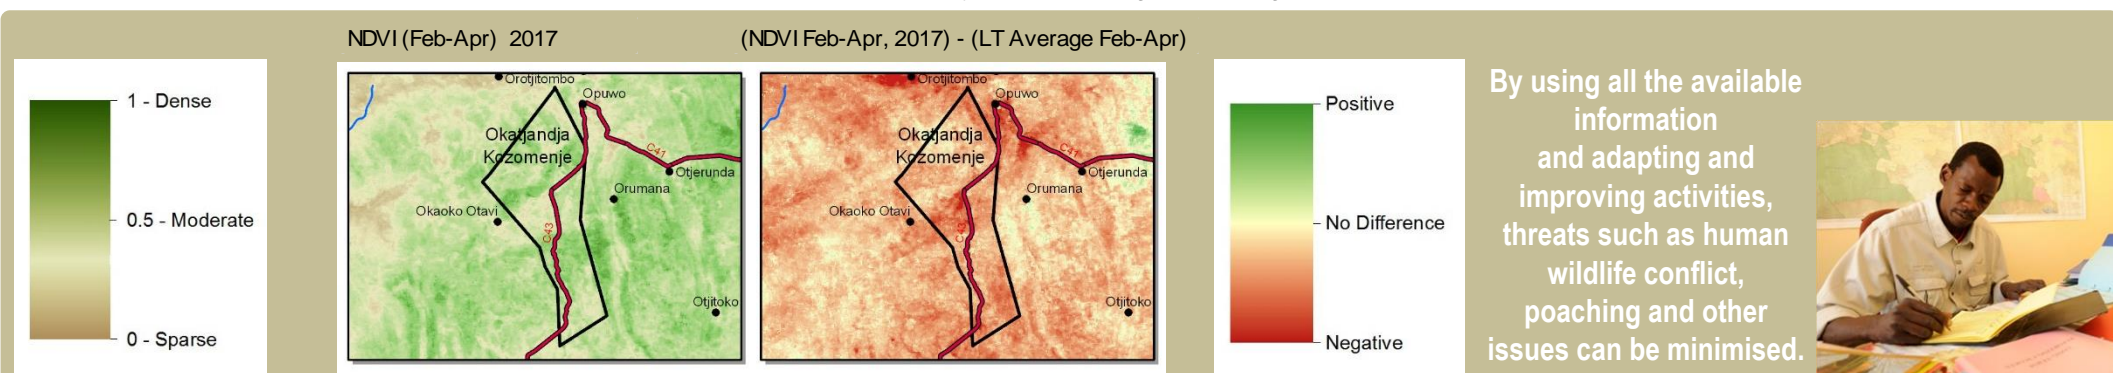 NDVI (Feb-Apr) 2017
(NDVI Feb-Apr, 2017) - (LT Average Feb-Apr)
1 - Dense
0.5 - Moderate
0 - Sparse
Orotjitombo
Opuwo
Okatjandja
Kozomenje
C41
Otjerunda
Orumana
Okaoko Otavi
C43
Otjitoko
Orotjitombo
Opuwo
Okatjandja
Kozomenje
C41
Otjerunda
Orumana
Okaoko Otavi
C43
Otjitoko
Positive
No Difference
Negative
By using all the available
information
and adapting and
improving activities,
threats such as human
wildlife conflict,
poaching and other
issues can be minimised.